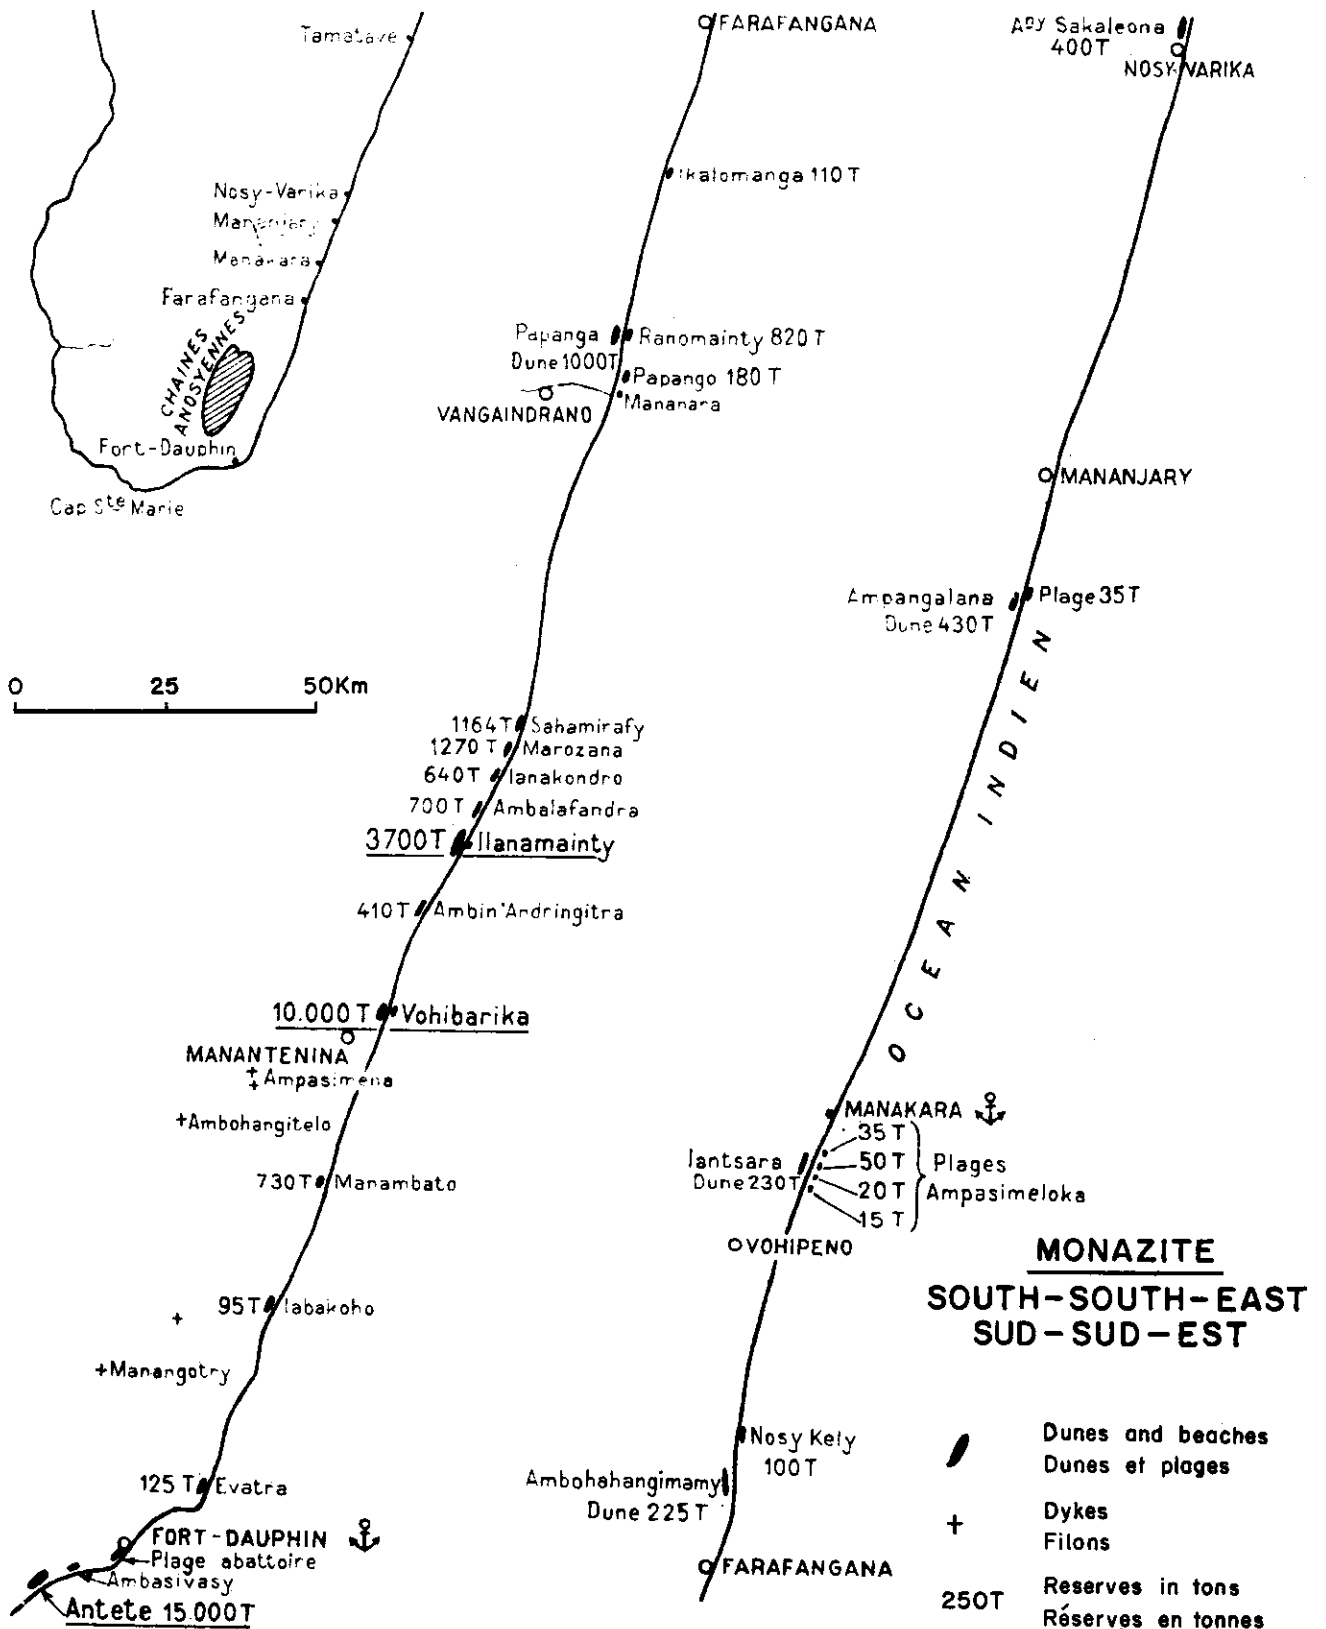 Tamatave
Nosy-Varika
Mananjary
Manakara
Farafangana
CHAINES
ANOSYENNES
Fort-Dauphin
Cap Ste Marie
0 25 50Km
FARAFANGANA
Ikalomanga 110 T
Papanga
Dune 1000T
Ranomainty 820 T
Papango 180 T
Mananara
VANGAINDRANO
1164 T Sahamirafy
1270 T Marozana
640T Ianakondro
700T Ambalafandra
3700T Ilanamainty
410T Ambin'Andringitra
10.000 T Vohibarika
MANANTENINA
Ampasimena
Ambohangitelo
730T Manambato
95T Iabakoho
Manangotry
125 T Evatra
FORT-DAUPHIN
Plage abattoire
Ambasivasy
Antete 15.000T
Apy Sakaleona
400T
NOSY-VARIKA
MANANJARY
Ampangalana
Dune 430T
Plage 35T
OCEAN INDIEN
MANAKARA
35 T
50 T
20 T
15 T
Plages
Ampasimeloka
Iantsara
Dune 230T
VOHIPENO
Nosy Kely
100T
Ambohahangimamy
Dune 225T
FARAFANGANA
MONAZITE
SOUTH-SOUTH-EAST
SUD-SUD-EST
Dunes and beaches
Dunes et plages
Dykes
Filons
250T
Reserves in tons
Réserves en tonnes